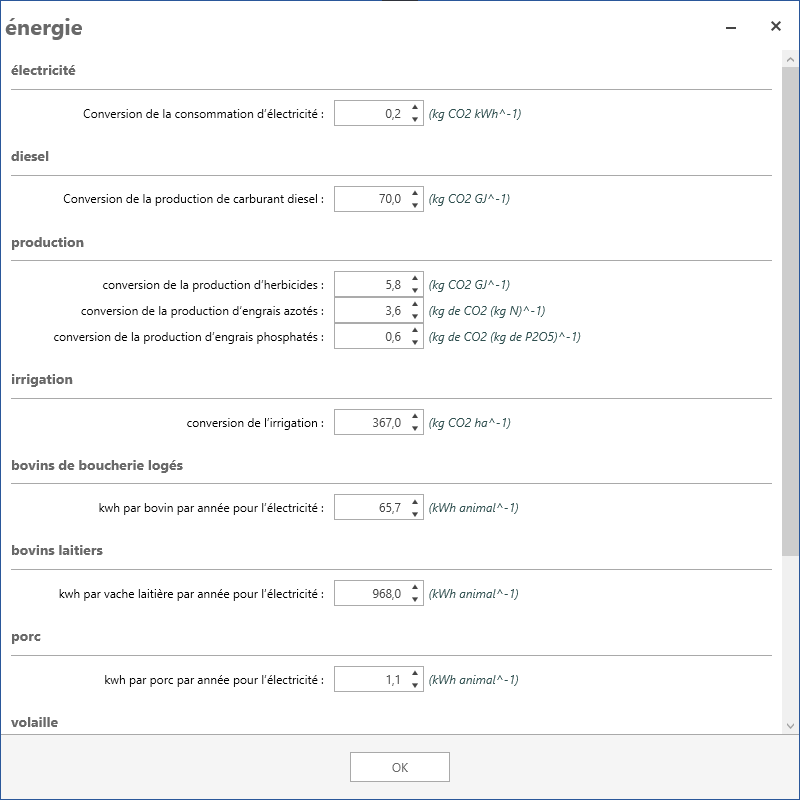 énergie
électricité
Conversion de la consommation d'électricité : 0,2 (kg CO2 kWh^-1)
diesel
Conversion de la production de carburant diesel : 70,0 (kg CO2 GJ^-1)
production
conversion de la production d'herbicides : 5,8 (kg CO2 GJ^-1)
conversion de la production d'engrais azotés : 3,6 (kg de CO2 (kg N)^-1)
conversion de la production d'engrais phosphatés : 0,6 (kg de CO2 (kg de P2O5)^-1)
irrigation
conversion de l'irrigation : 367,0 (kg CO2 ha^-1)
bovins de boucherie logés
kwh par bovin par année pour l'électricité : 65,7 (kWh animal^-1)
bovins laitiers
kwh par vache laitière par année pour l'électricité : 968,0 (kWh animal^-1)
porc
kwh par porc par année pour l'électricité : 1,1 (kWh animal^-1)
volaille
OK